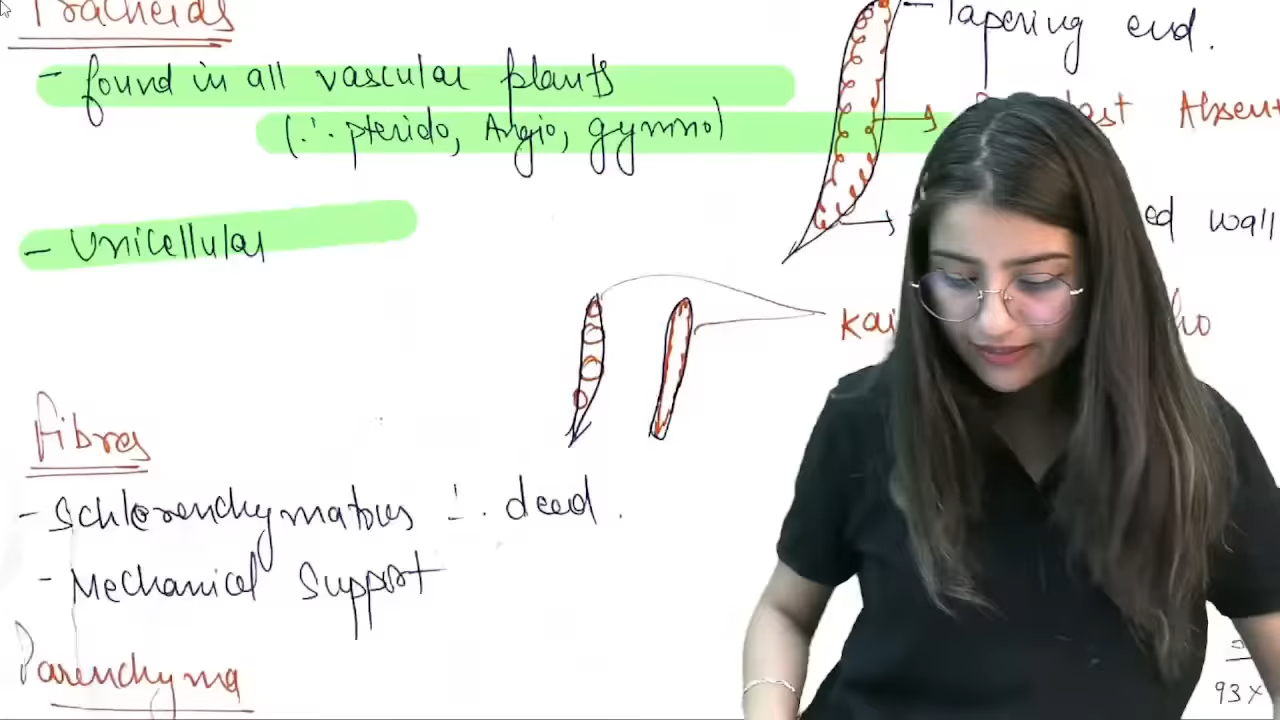 Tracheids
- found in all vascular plants
(∴ pterido, Angio, gymno)
- Unicellular
- Tapering end.
Absent
wall
Fibres
- Schlerenchymatous ∴ dead.
- Mechanical Support
Parenchyma
93 x